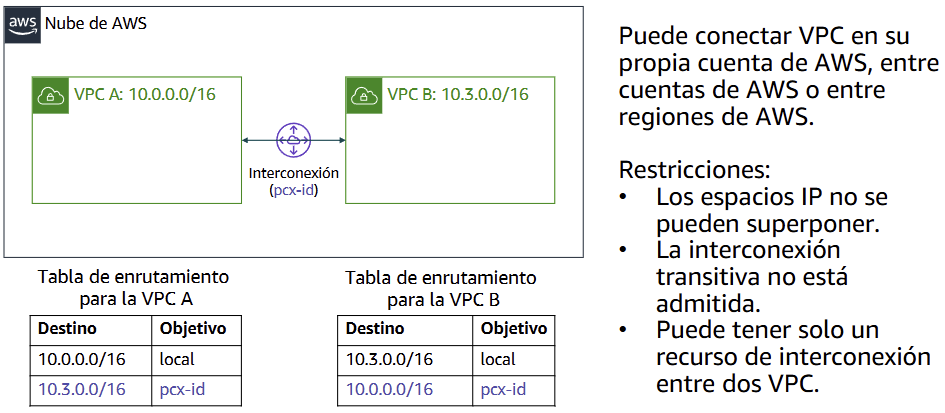 aws
Nube de AWS
VPC A: 10.0.0.0/16
VPC B: 10.3.0.0/16
Interconexión
(pcx-id)
Tabla de enrutamiento
para la VPC A
Destino Objetivo
10.0.0.0/16 local
10.3.0.0/16 pcx-id
Tabla de enrutamiento
para la VPC B
Destino Objetivo
10.3.0.0/16 local
10.0.0.0/16 pcx-id
Puede conectar VPC en su
propia cuenta de AWS, entre
cuentas de AWS o entre
regiones de AWS.
Restricciones:
• Los espacios IP no se
pueden superponer.
• La interconexión
transitiva no está
admitida.
• Puede tener solo un
recurso de interconexión
entre dos VPC.